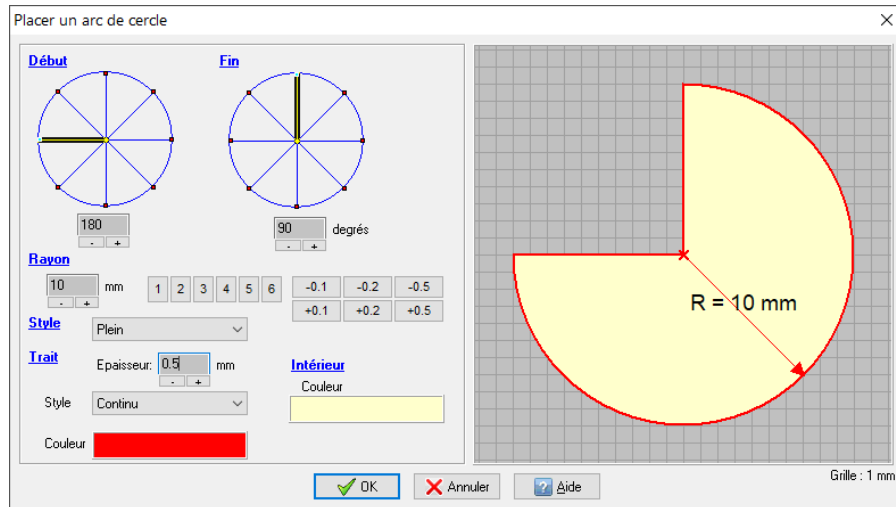 Placer un arc de cercle
Début
Fin
180
- +
90 degrés
- +
Rayon
10 mm
- +
1 2 3 4 5 6
-0.1 -0.2 -0.5
+0.1 +0.2 +0.5
Style Plein
Trait
Epaisseur: 0.5 mm
- +
Style Continu
Couleur
Intérieur
Couleur
R = 10 mm
Grille : 1 mm
OK
Annuler
? Aide